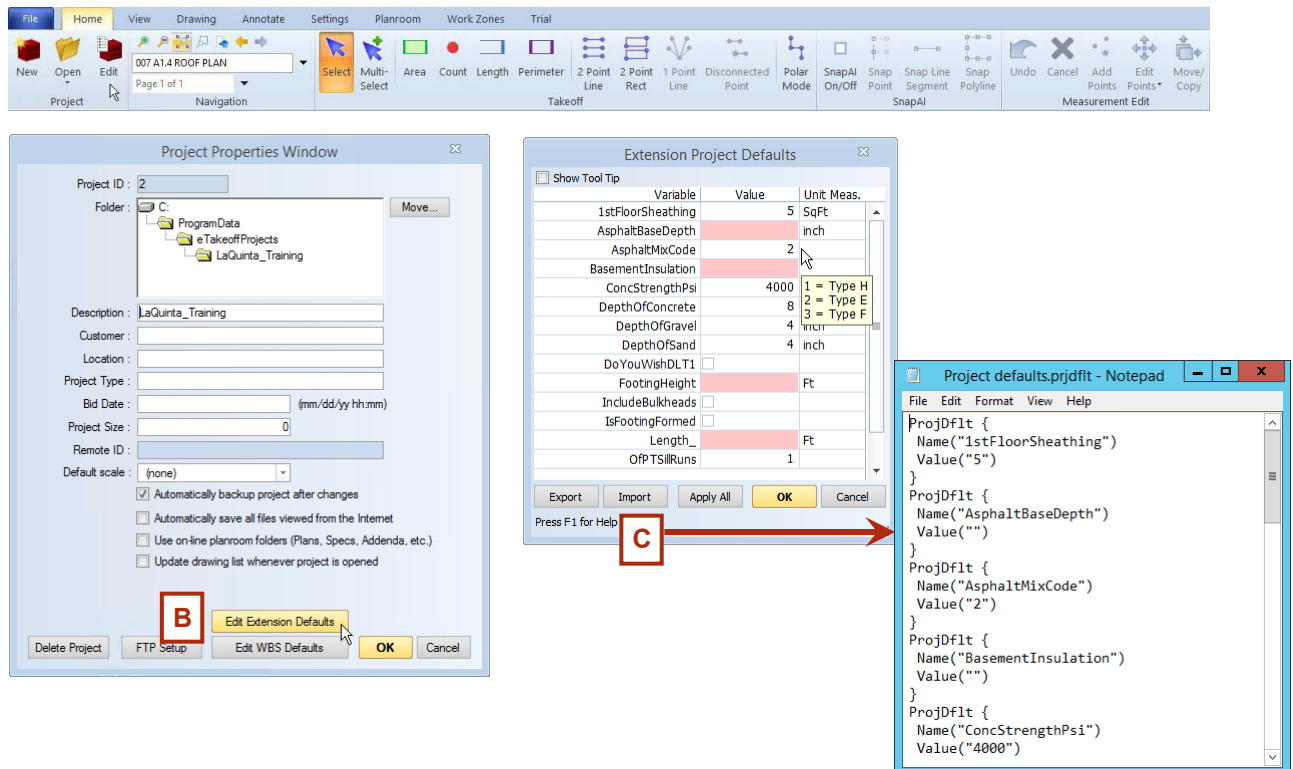 File Home View Drawing Annotate Settings Planroom Work Zones Trial
007 A1.4 ROOF PLAN
Page 1 of 1
New Open Edit Select Multi-Select Area Count Length Perimeter 2 Point Line 2 Point Rect 1 Point Line Disconnected Point Polar Mode SnapAI On/Off Snap Point Snap Line Segment Snap Polyline Undo Cancel Add Points Edit Points Move/Copy
Project Navigation Takeoff SnapAI Measurement Edit
Project Properties Window
Project ID : 2
Folder : C: Move...
ProgramData
eTakeoffProjects
LaQuinta_Training
Description : LaQuinta_Training
Customer :
Location :
Project Type :
Bid Date : (mm/dd/yy hh:mm)
Project Size : 0
Remote ID :
Default scale : (none)
Automatically backup project after changes
Automatically save all files viewed from the Internet
Use on-line planroom folders (Plans, Specs, Addenda, etc.)
Update drawing list whenever project is opened
B
Edit Extension Defaults
Delete Project FTP Setup Edit WBS Defaults OK Cancel
Extension Project Defaults
Show Tool Tip
Variable Value Unit Meas.
1stFloorSheathing 5 SqFt
AsphaltBaseDepth inch
AsphaltMixCode 2
BasementInsulation
ConcStrengthPsi 4000
DepthOfConcrete 8
DepthOfGravel 4 inch
DepthOfSand 4 inch
DoYouWishDLT1
FootingHeight Ft
IncludeBulkheads
IsFootingFormed
Length_ Ft
OfPTSillRuns 1
1 = Type H
2 = Type E
3 = Type F
Export Import Apply All OK Cancel
Press F1 for Help
C
Project defaults.prjdflt - Notepad
File Edit Format View Help
ProjDflt {
Name("1stFloorSheathing")
Value("5")
}
ProjDflt {
Name("AsphaltBaseDepth")
Value("")
}
ProjDflt {
Name("AsphaltMixCode")
Value("2")
}
ProjDflt {
Name("BasementInsulation")
Value("")
}
ProjDflt {
Name("ConcStrengthPsi")
Value("4000")